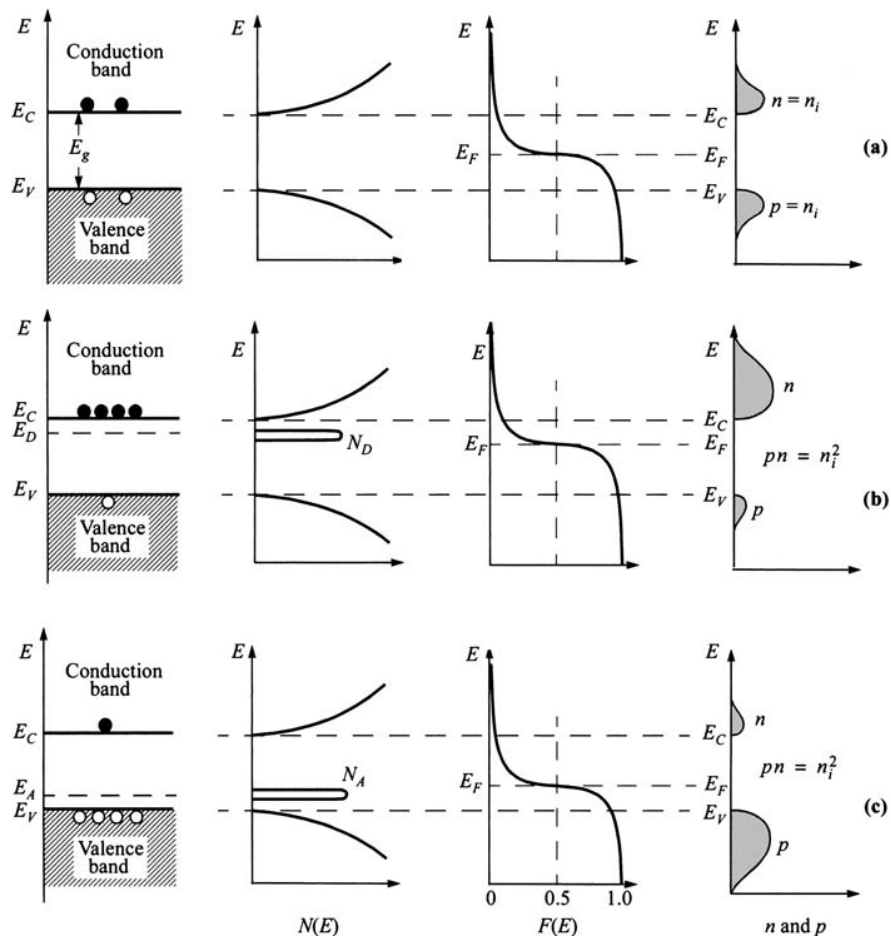 E E E
Conduction
band
E_C
E_g
E_V
Valence
band
E_F
E_C
E_F
E_V
n = n_i
p = n_i
(a)
E E E E
Conduction
band
E_C
E_D
E_V
Valence
band
N_D
E_F
E_C
E_F
E_V
n
pn = n_i^2
p
(b)
E E E E
Conduction
band
E_C
E_A
E_V
Valence
band
N_A
E_F
E_C
E_F
E_V
n
pn = n_i^2
p
(c)
0 0.5 1.0
N(E) F(E) n and p